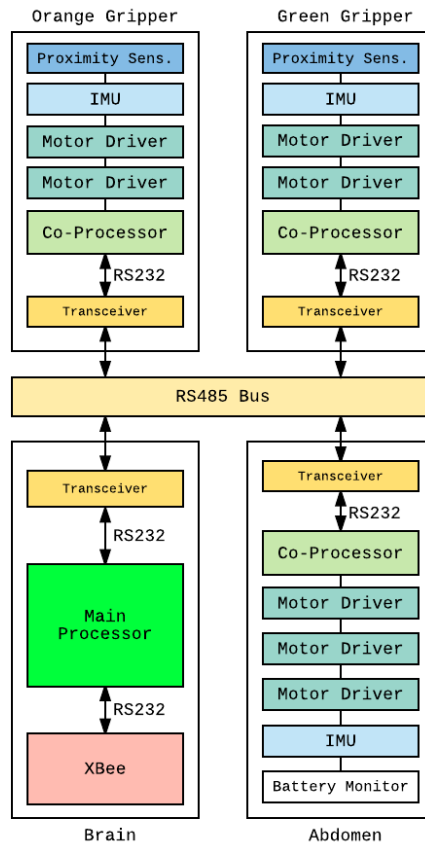 Orange Gripper
Proximity Sens.
IMU
Motor Driver
Motor Driver
Co-Processor
RS232
Transceiver
Green Gripper
Proximity Sens.
IMU
Motor Driver
Motor Driver
Co-Processor
RS232
Transceiver
RS485 Bus
Transceiver
RS232
Main
Processor
RS232
XBee
Brain
Transceiver
RS232
Co-Processor
Motor Driver
Motor Driver
Motor Driver
IMU
Battery Monitor
Abdomen